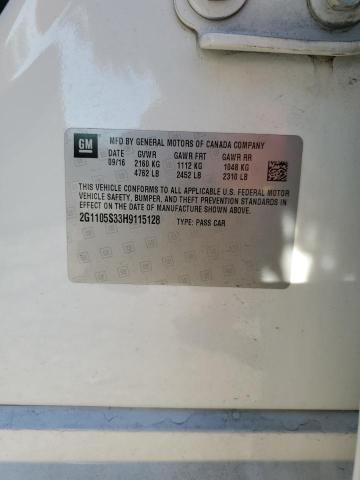 GM
MFD BY GENERAL MOTORS OF CANADA COMPANY
DATE GVWR GAWR FRT GAWR RR
09/16 2160 KG 1112 KG 1048 KG
4762 LB 2452 LB 2310 LB
THIS VEHICLE CONFORMS TO ALL APPLICABLE U.S. FEDERAL MOTOR
VEHICLE SAFETY, BUMPER, AND THEFT PREVENTION STANDARDS IN
EFFECT ON THE DATE OF MANUFACTURE SHOWN ABOVE.
2G1105S33H9115128 TYPE: PASS CAR